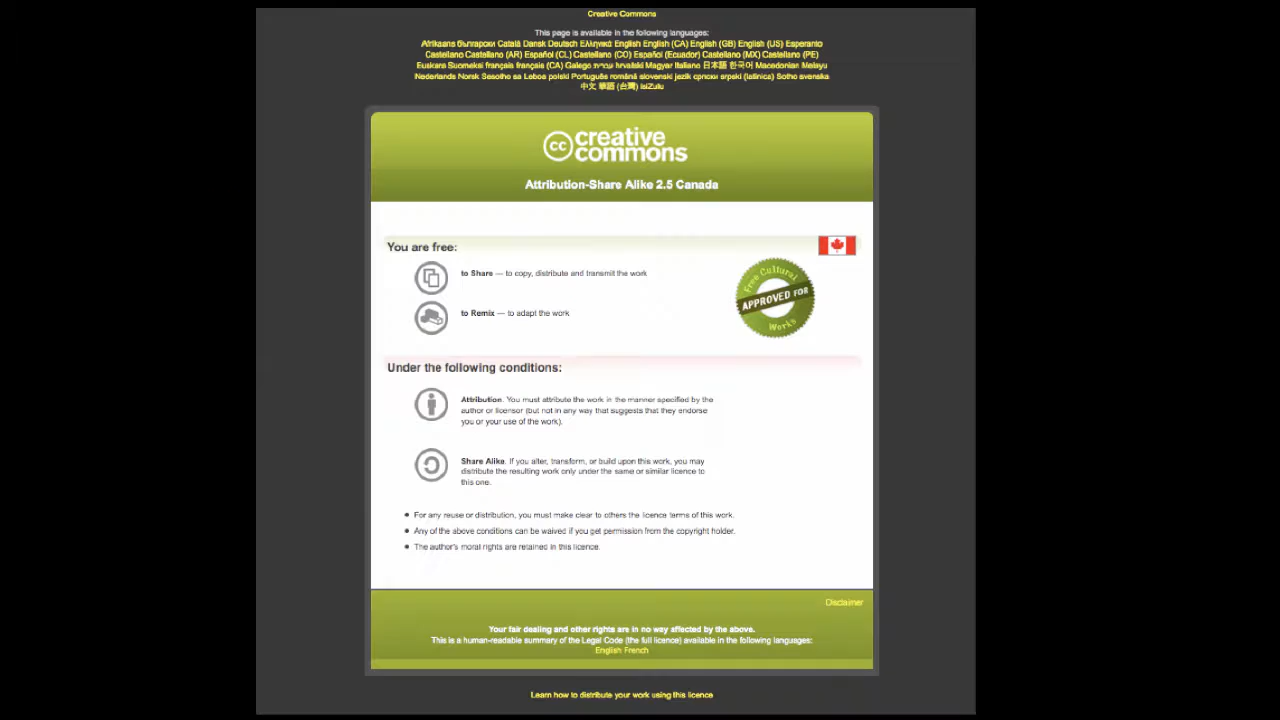 Creative Commons
This page is available in the following languages:
Afrikaans български Català Dansk Deutsch Ελληνικά English English (CA) English (GB) English (US) Esperanto
Castellano Castellano (AR) Español (CL) Castellano (CO) Español (Ecuador) Castellano (MX) Castellano (PE)
Euskara Suomeksi français français (CA) Galego עברית hrvatski Magyar Italiano 日本語 한국어 Macedonian Melayu
Nederlands Norsk Sesotho sa Leboa polski Português română slovenski jezik српски srpski (latinica) Sotho svenska
中文 華語 (台灣) isiZulu
cc creative commons
Attribution-Share Alike 2.5 Canada
You are free:
to Share — to copy, distribute and transmit the work
Free Cultural
APPROVED FOR
Works
to Remix — to adapt the work
Under the following conditions:
Attribution. You must attribute the work in the manner specified by the
author or licensor (but not in any way that suggests that they endorse
you or your use of the work).
Share Alike. If you alter, transform, or build upon this work, you may
distribute the resulting work only under the same or similar licence to
this one.
For any reuse or distribution, you must make clear to others the licence terms of this work.
Any of the above conditions can be waived if you get permission from the copyright holder.
The author's moral rights are retained in this licence.
Disclaimer
Your fair dealing and other rights are in no way affected by the above.
This is a human-readable summary of the Legal Code (the full licence) available in the following languages:
English French
Learn how to distribute your work using this licence